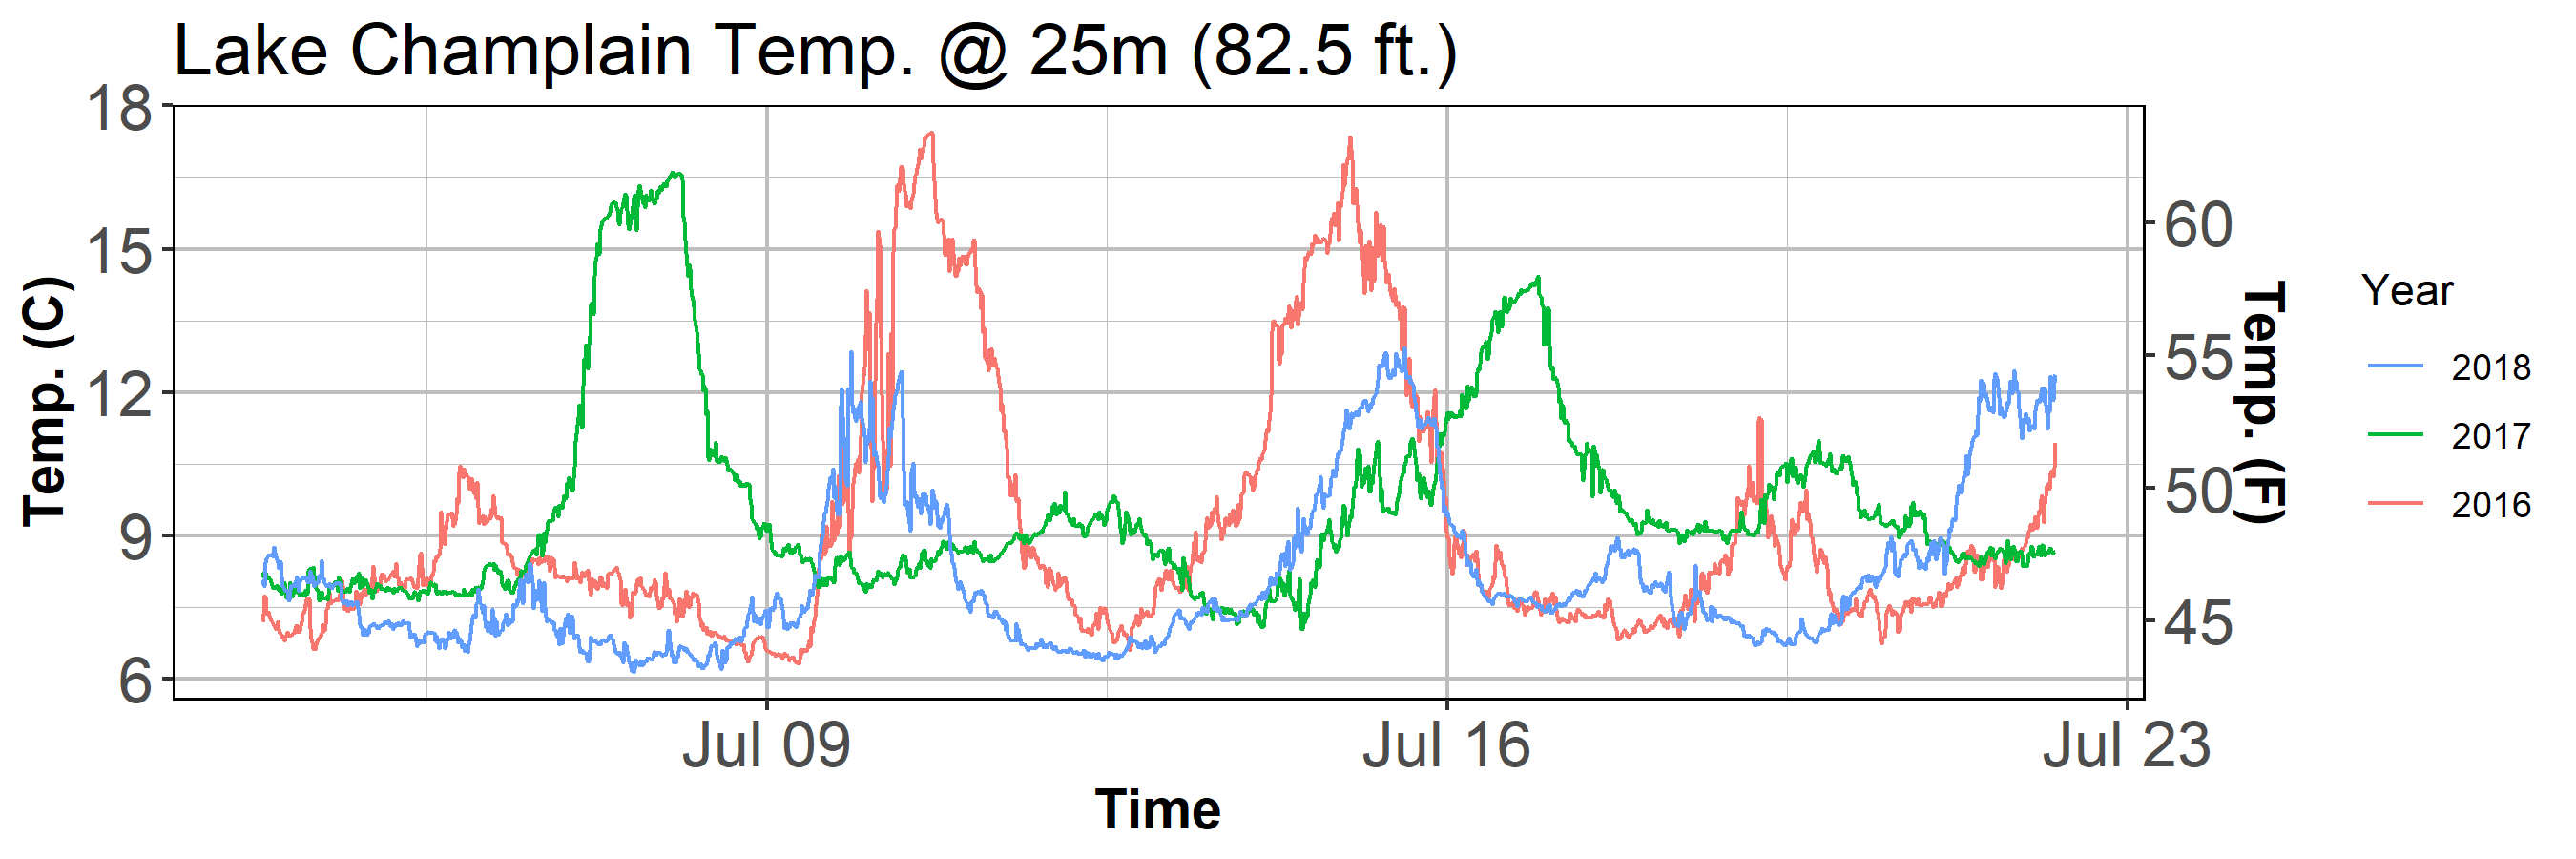 Lake Champlain Temp. @ 25m (82.5 ft.)
18
15
12
9
6
Temp. (C)
60
55
50
45
Temp. (F)
Jul 09
Jul 16
Jul 23
Time
Year
2018
2017
2016